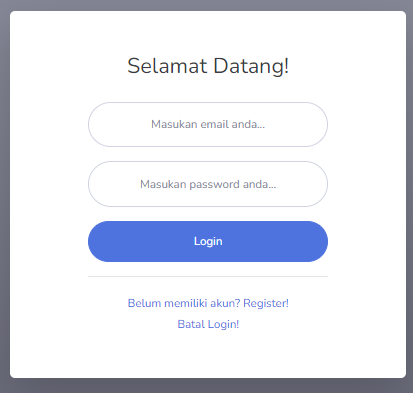 Selamat Datang!
Masukan email anda...
Masukan password anda...
Login
Belum memiliki akun? Register!
Batal Login!